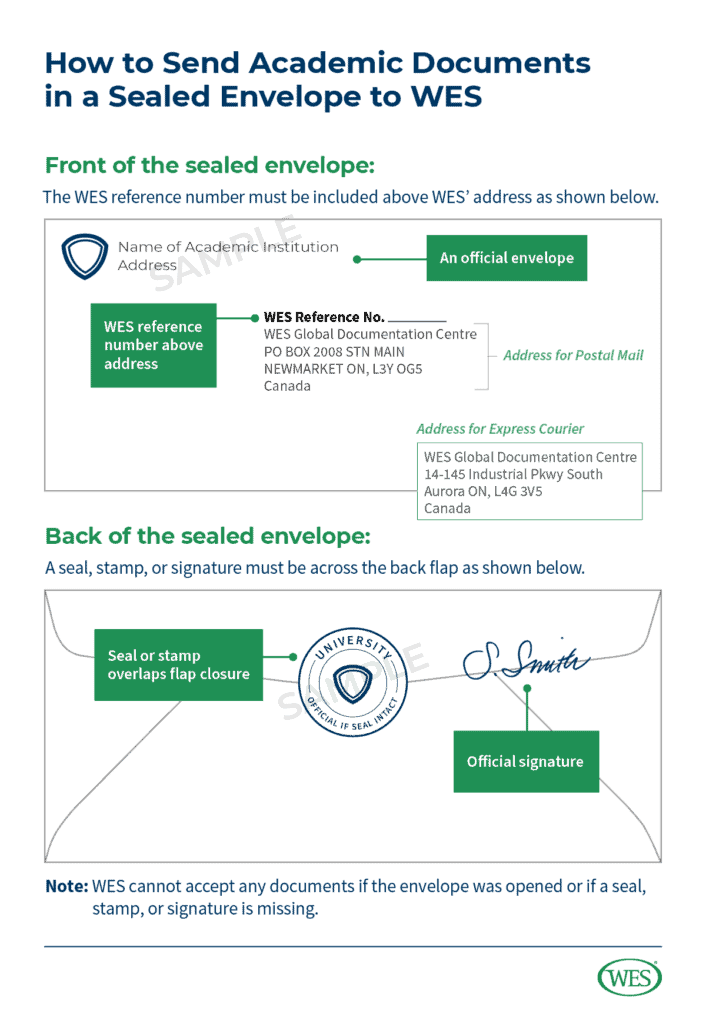 How to Send Academic Documents
in a Sealed Envelope to WES
Front of the sealed envelope:
The WES reference number must be included above WES’ address as shown below.
SAMPLE
Name of Academic Institution
Address
An official envelope
WES reference
number above
address
WES Reference No. ________
WES Global Documentation Centre
PO BOX 2008 STN MAIN
NEWMARKET ON, L3Y OG5
Canada
Address for Postal Mail
Address for Express Courier
WES Global Documentation Centre
14-145 Industrial Pkwy South
Aurora ON, L4G 3V5
Canada
Back of the sealed envelope:
A seal, stamp, or signature must be across the back flap as shown below.
Seal or stamp
overlaps flap closure
UNIVERSITY
OFFICIAL IF SEAL INTACT
SAMPLE
S. Smith
Official signature
Note: WES cannot accept any documents if the envelope was opened or if a seal,
stamp, or signature is missing.
WES